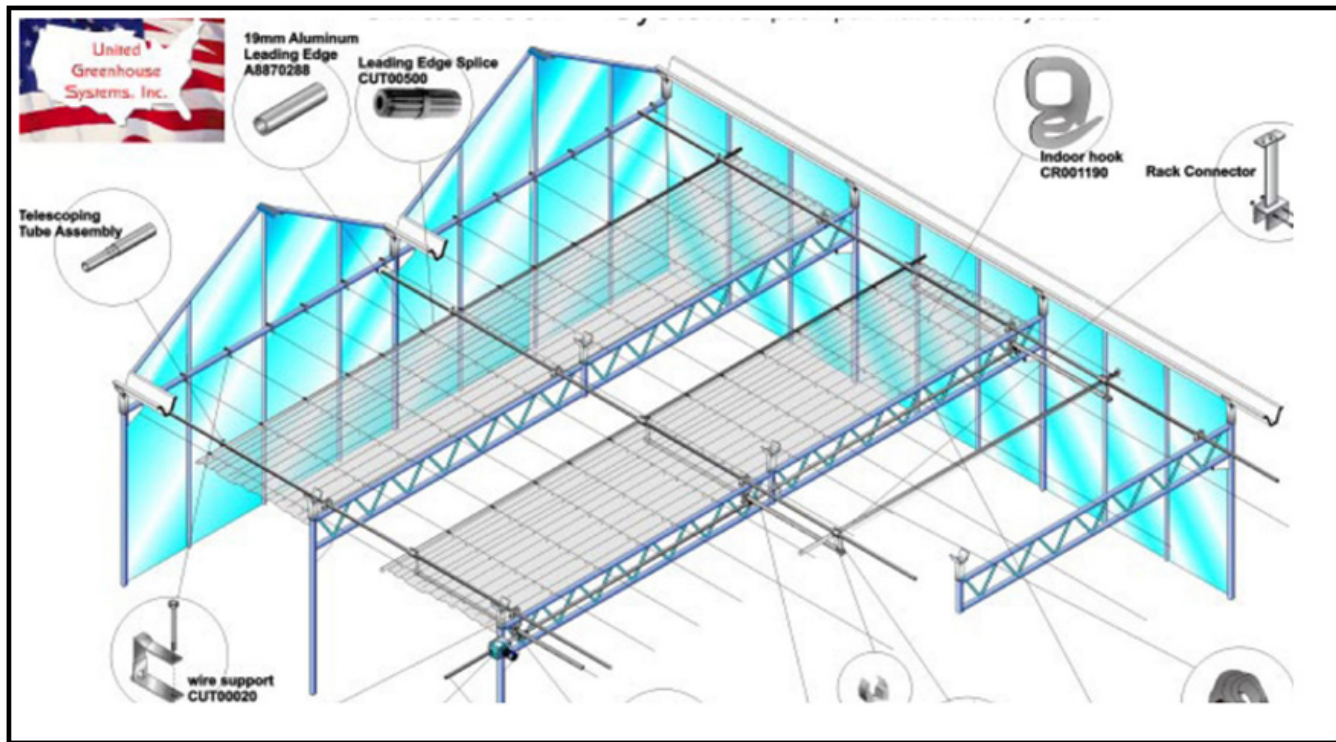 United
Greenhouse
Systems, Inc.
19mm Aluminum
Leading Edge
A8870288
Leading Edge Splice
CUT00500
Indoor hook
CR001190
Rack Connector
Telescoping
Tube Assembly
wire support
CUT00020